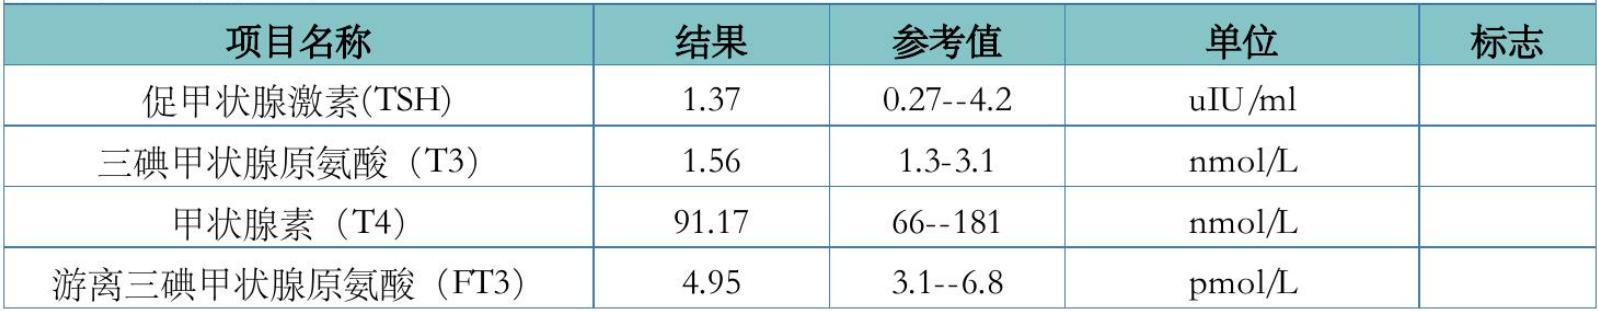 项目名称 结果 参考值 单位 标志
促甲状腺激素(TSH) 1.37 0.27--4.2 uIU/ml
三碘甲状腺原氨酸（T3） 1.56 1.3-3.1 nmol/L
甲状腺素（T4） 91.17 66--181 nmol/L
游离三碘甲状腺原氨酸（FT3） 4.95 3.1--6.8 pmol/L